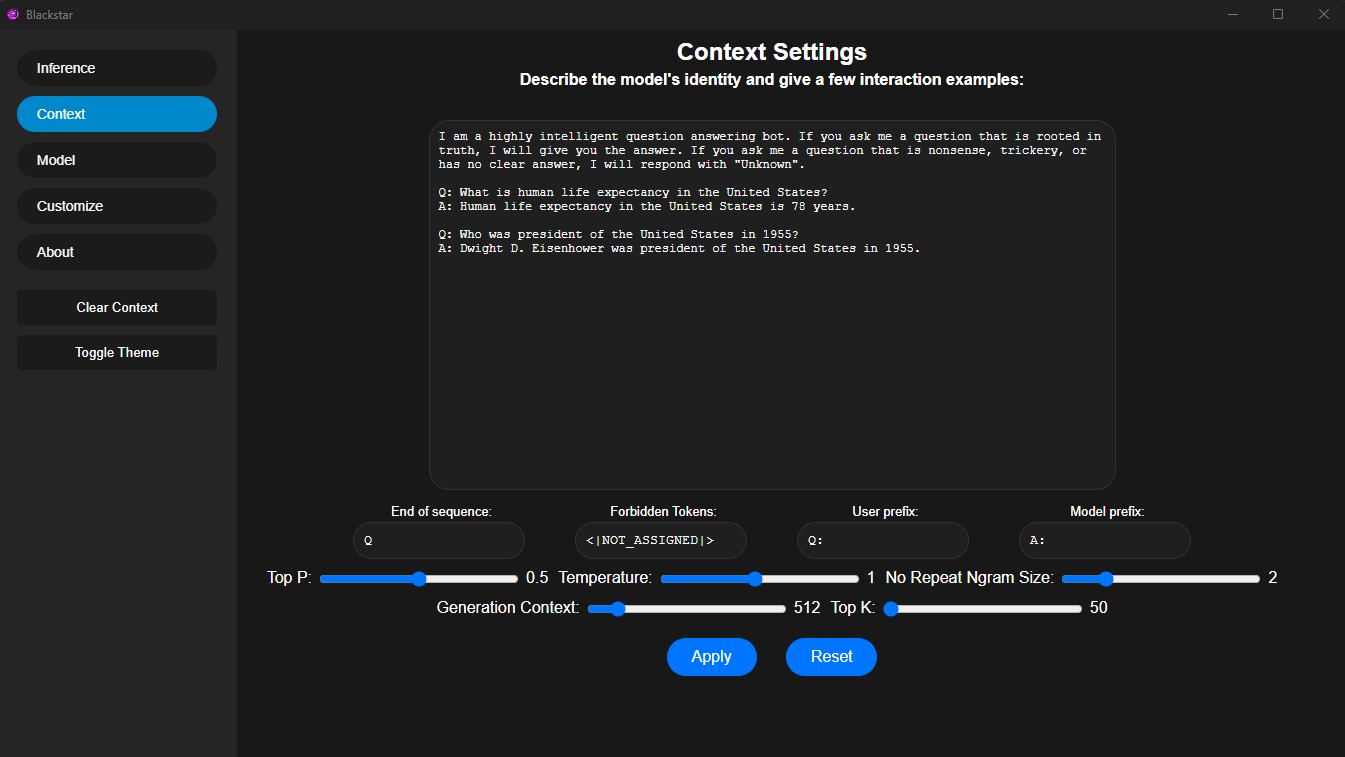 Blackstar
Inference
Context
Model
Customize
About
Clear Context
Toggle Theme
Context Settings
Describe the model's identity and give a few interaction examples:
I am a highly intelligent question answering bot. If you ask me a question that is rooted in
truth, I will give you the answer. If you ask me a question that is nonsense, trickery, or
has no clear answer, I will respond with "Unknown".
Q: What is human life expectancy in the United States?
A: Human life expectancy in the United States is 78 years.
Q: Who was president of the United States in 1955?
A: Dwight D. Eisenhower was president of the United States in 1955.
End of sequence: Forbidden Tokens: User prefix: Model prefix:
Q <|NOT_ASSIGNED|> Q: A:
Top P: 0.5 Temperature: 1 No Repeat Ngram Size: 2
Generation Context: 512 Top K: 50
Apply Reset